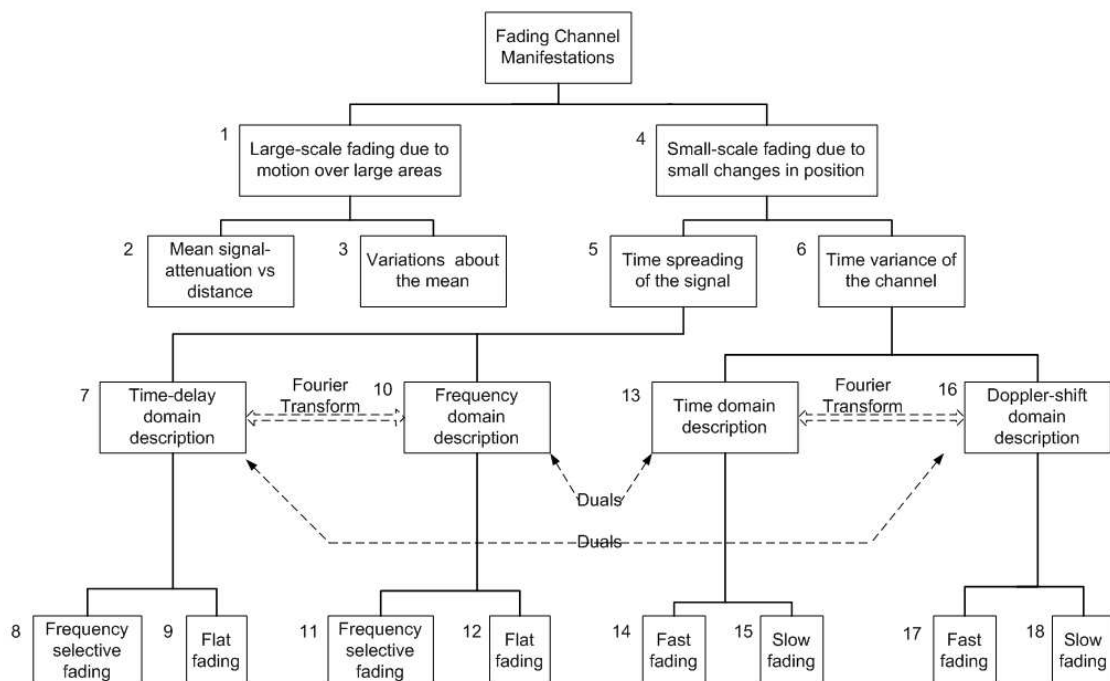 Fading Channel
Manifestations
1
Large-scale fading due to
motion over large areas
4
Small-scale fading due to
small changes in position
2
Mean signal-
attenuation vs
distance
3
Variations about
the mean
5
Time spreading
of the signal
6
Time variance of
the channel
7
Time-delay
domain
description
Fourier
Transform
10
Frequency
domain
description
13
Time domain
description
Fourier
Transform
16
Doppler-shift
domain
description
Duals
Duals
8
Frequency
selective
fading
9
Flat
fading
11
Frequency
selective
fading
12
Flat
fading
14
Fast
fading
15
Slow
fading
17
Fast
fading
18
Slow
fading